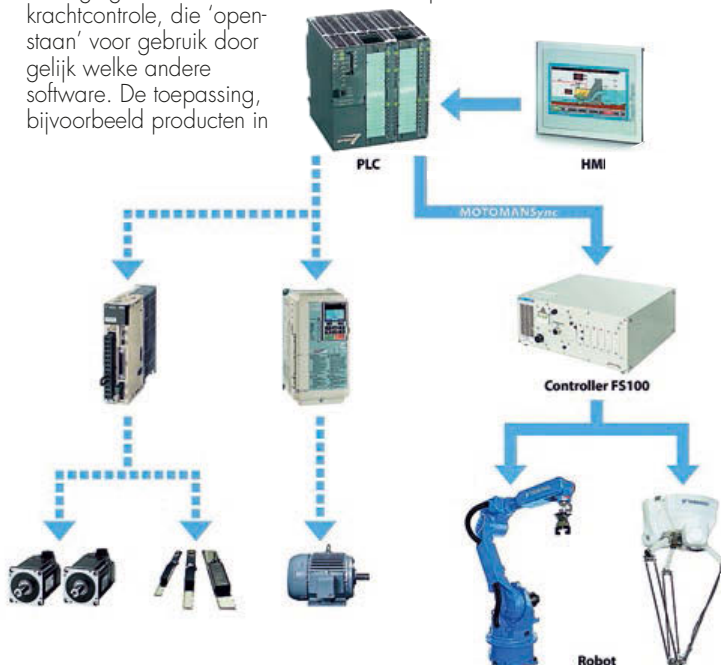 krachtcontrole, die ‘open-
staan’ voor gebruik door
gelijk welke andere
software. De toepassing,
bijvoorbeeld producten in
PLC
HMI
MOTOMANSync
Controller FS100
Robot